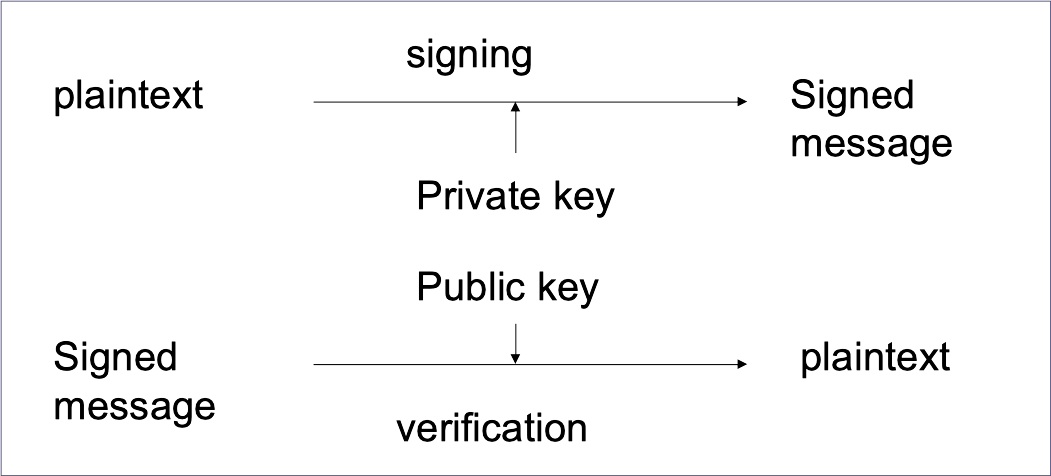 signing
plaintext
Signed
message
Private key
Public key
Signed
message
plaintext
verification